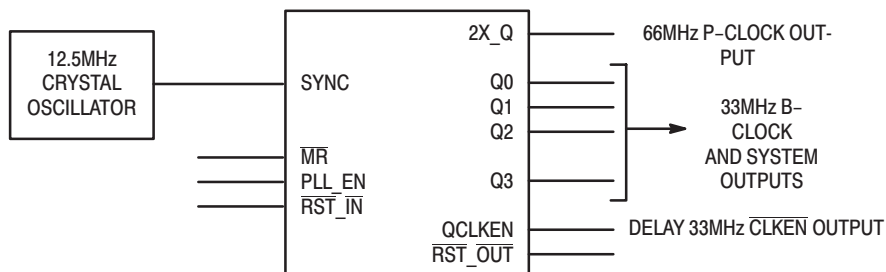 12.5MHz
CRYSTAL
OSCILLATOR
SYNC
MR
PLL_EN
RST_IN
2X_Q
Q0
Q1
Q2
Q3
QCLKEN
RST_OUT
66MHz P–CLOCK OUT-
PUT
33MHz B–
CLOCK
AND SYSTEM
OUTPUTS
DELAY 33MHz CLKEN OUTPUT